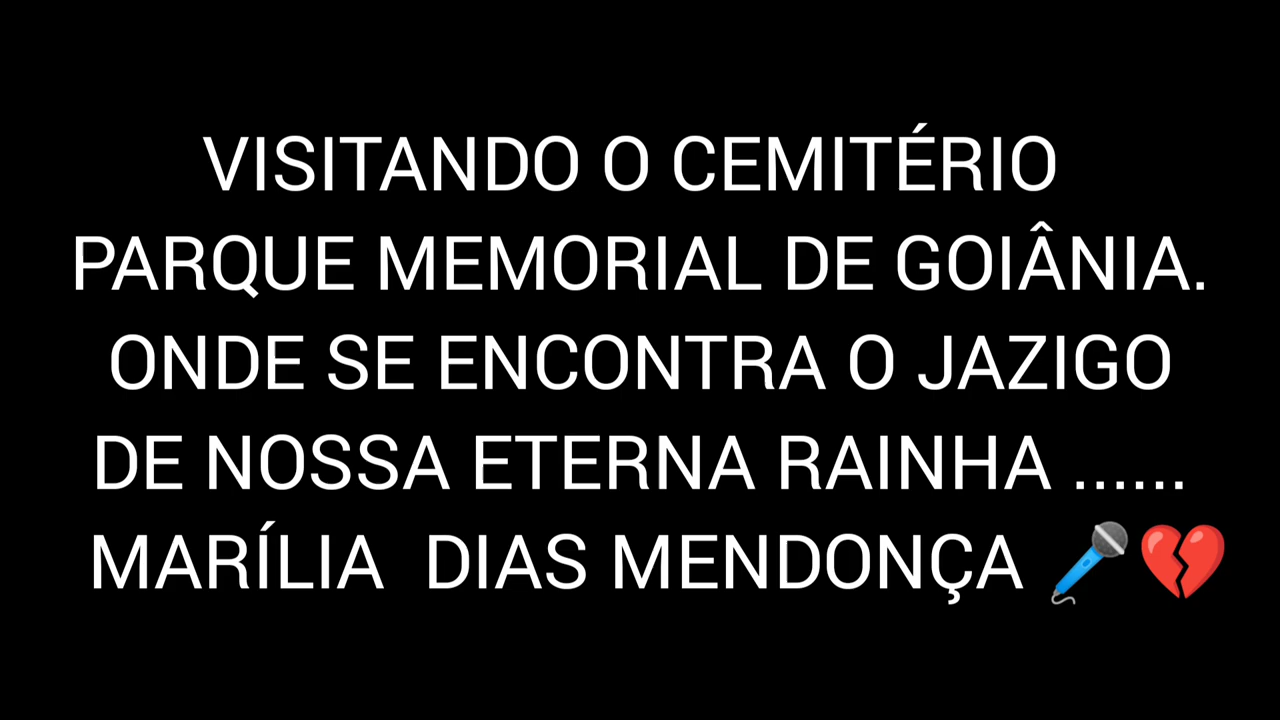 VISITANDO O CEMITÉRIO
PARQUE MEMORIAL DE GOIÂNIA.
ONDE SE ENCONTRA O JAZIGO
DE NOSSA ETERNA RAINHA ......
MARÍLIA  DIAS MENDONÇA 🎤💔